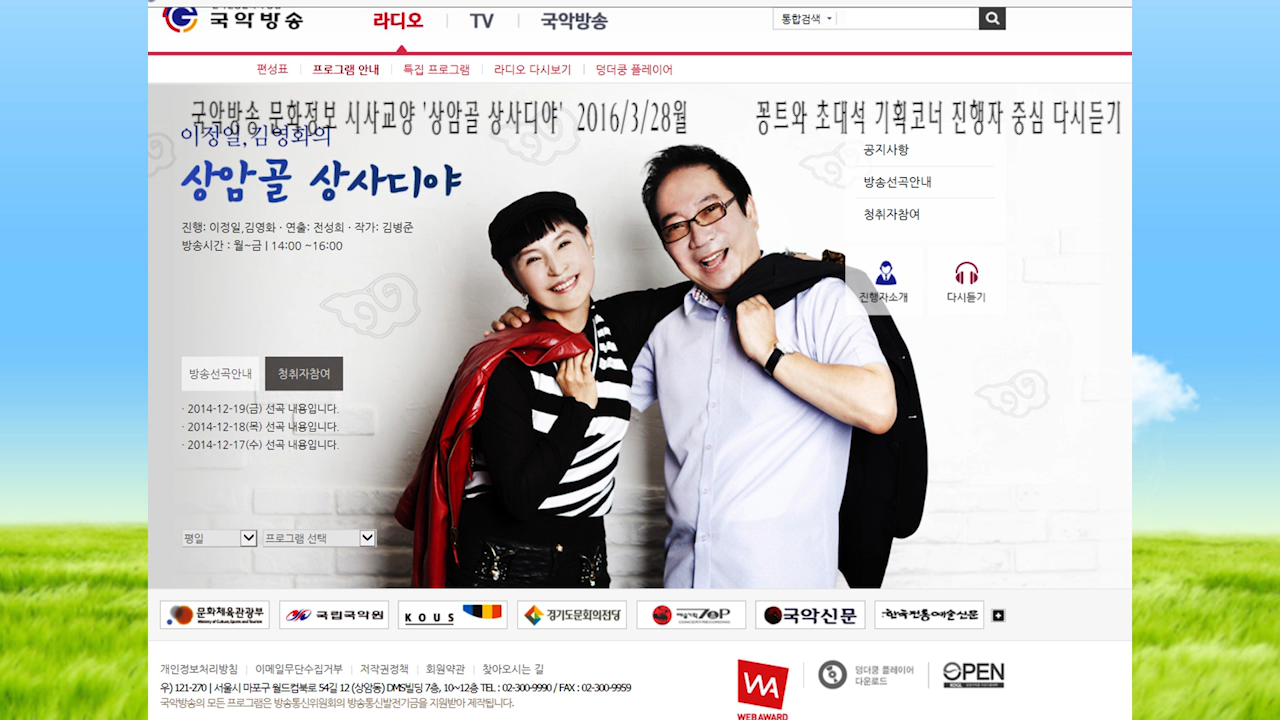 국악방송
라디오
TV
국악방송
통합검색
편성표
프로그램 안내
특집 프로그램
라디오 다시보기
덩더쿵 플레이어
국악방송 문화정보 시사교양 '상암골 상사디야' 2016/3/28월 꽁트와 초대석 기획코너 진행자 중심 다시듣기
이정일,김영화의
상암골 상사디야
진행: 이정일,김영화 · 연출: 전성희 · 작가: 김병준
방송시간 : 월~금 | 14:00 ~16:00
공지사항
방송선곡안내
청취자참여
진행자소개
다시듣기
방송선곡안내
청취자참여
· 2014-12-19(금) 선곡 내용입니다.
· 2014-12-18(목) 선곡 내용입니다.
· 2014-12-17(수) 선곡 내용입니다.
평일
프로그램 선택
문화체육관광부
Ministry of Culture, Sports and Tourism
국립국악원
KOUS
경기도문화의전당
예술기획 TOP
국악신문
한국전통예술신문
개인정보처리방침 | 이메일무단수집거부 | 저작권정책 | 회원약관 | 찾아오시는 길
우) 121-270 | 서울시 마포구 월드컵북로 54길 12 (상암동) DMS빌딩 7층, 10~12층 TEL : 02-300-9990 / FAX : 02-300-9959
국악방송의 모든 프로그램은 방송통신위원회의 방송통신발전기금을 지원받아 제작됩니다.
WA
WEB AWARD
덩더쿵 플레이어
다운로드
OPEN